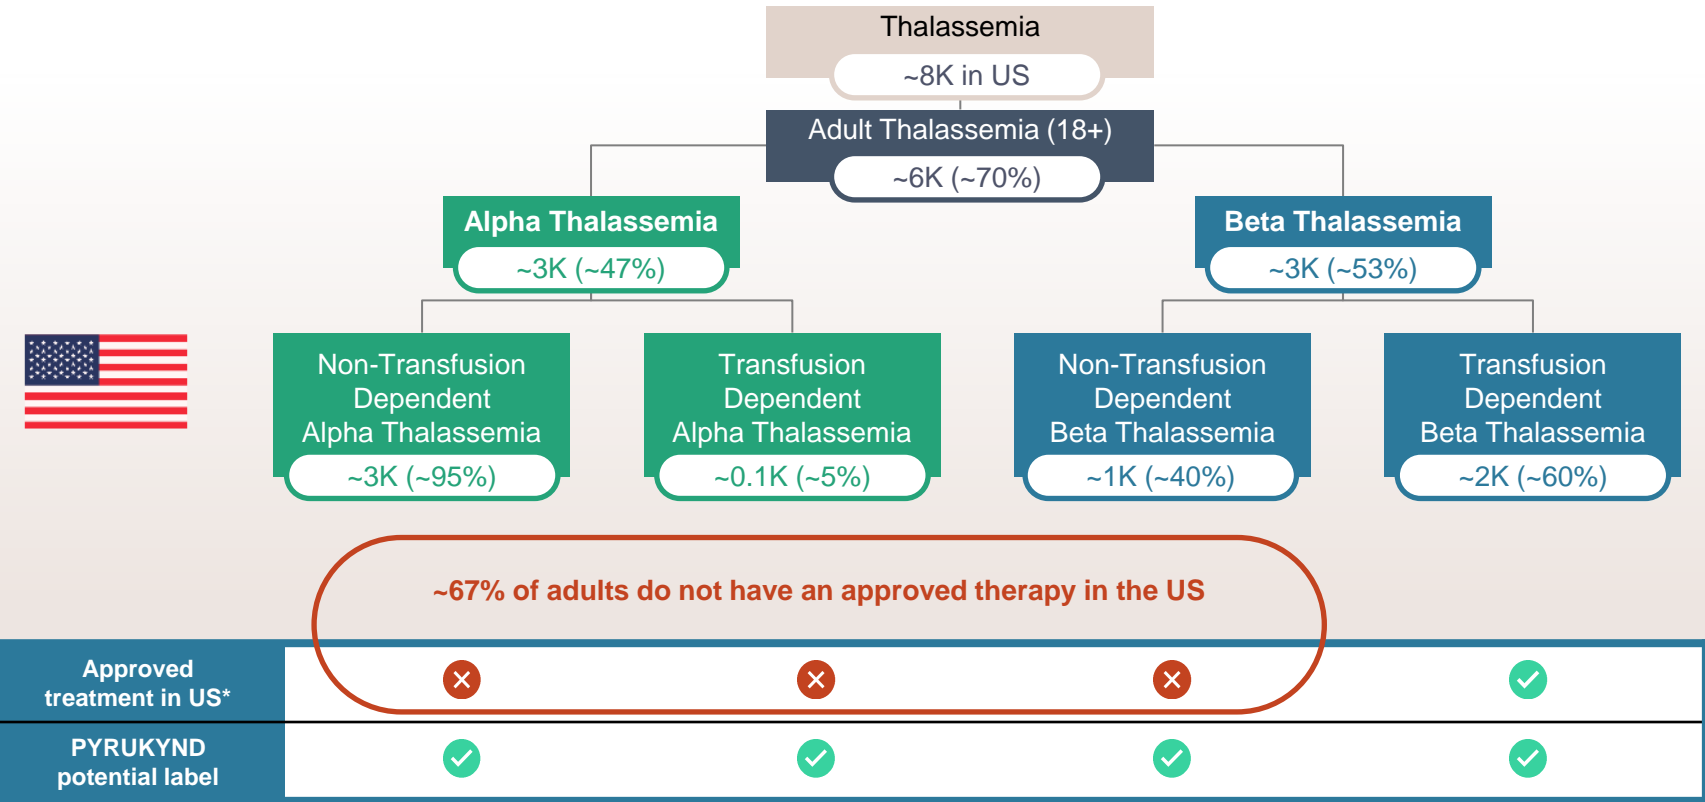 Thalassemia
~8K in US
Adult Thalassemia (18+)
~6K (~70%)
Alpha Thalassemia
~3K (~47%)
Beta Thalassemia
~3K (~53%)
Non-Transfusion
Dependent
Alpha Thalassemia
~3K (~95%)
Transfusion
Dependent
Alpha Thalassemia
~0.1K (~5%)
Non-Transfusion
Dependent
Beta Thalassemia
~1K (~40%)
Transfusion
Dependent
Beta Thalassemia
~2K (~60%)
~67% of adults do not have an approved therapy in the US
Approved
treatment in US*
PYRUKYND
potential label